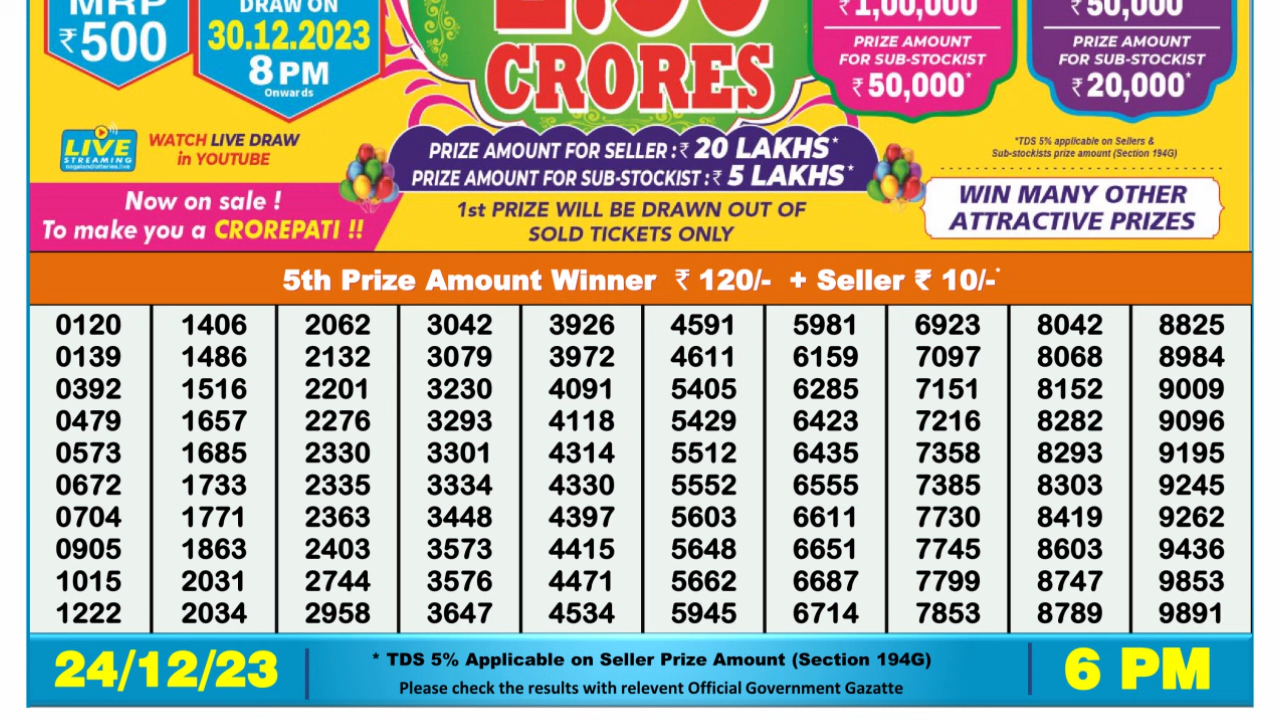 MRP
₹500
DRAW ON
30.12.2023
8 PM
Onwards
CRORES
₹1,00,000
PRIZE AMOUNT
FOR SUB-STOCKIST
₹50,000*
₹50,000
PRIZE AMOUNT
FOR SUB-STOCKIST
₹20,000*
LIVE
STREAMING
WATCH LIVE DRAW
in YOUTUBE
PRIZE AMOUNT FOR SELLER :₹ 20 LAKHS*
PRIZE AMOUNT FOR SUB-STOCKIST :₹ 5 LAKHS*
*TDS 5% applicable on Sellers &
Sub-stockists prize amount (Section 194G)
Now on sale !
To make you a CROREPATI !!
1st PRIZE WILL BE DRAWN OUT OF
SOLD TICKETS ONLY
WIN MANY OTHER
ATTRACTIVE PRIZES
5th Prize Amount Winner ₹ 120/- + Seller ₹ 10/-*
0120 1406 2062 3042 3926 4591 5981 6923 8042 8825
0139 1486 2132 3079 3972 4611 6159 7097 8068 8984
0392 1516 2201 3230 4091 5405 6285 7151 8152 9009
0479 1657 2276 3293 4118 5429 6423 7216 8282 9096
0573 1685 2330 3301 4314 5512 6435 7358 8293 9195
0672 1733 2335 3334 4330 5552 6555 7385 8303 9245
0704 1771 2363 3448 4397 5603 6611 7730 8419 9262
0905 1863 2403 3573 4415 5648 6651 7745 8603 9436
1015 2031 2744 3576 4471 5662 6687 7799 8747 9853
1222 2034 2958 3647 4534 5945 6714 7853 8789 9891
24/12/23
* TDS 5% Applicable on Seller Prize Amount (Section 194G)
Please check the results with relevent Official Government Gazatte
6 PM